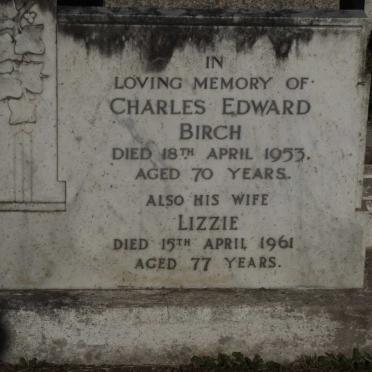 IN
LOVING MEMORY OF
CHARLES EDWARD
BIRCH
DIED 18TH APRIL 1953.
AGED 70 YEARS.
ALSO HIS WIFE
LIZZIE
DIED 15TH APRIL 1961
AGED 77 YEARS.